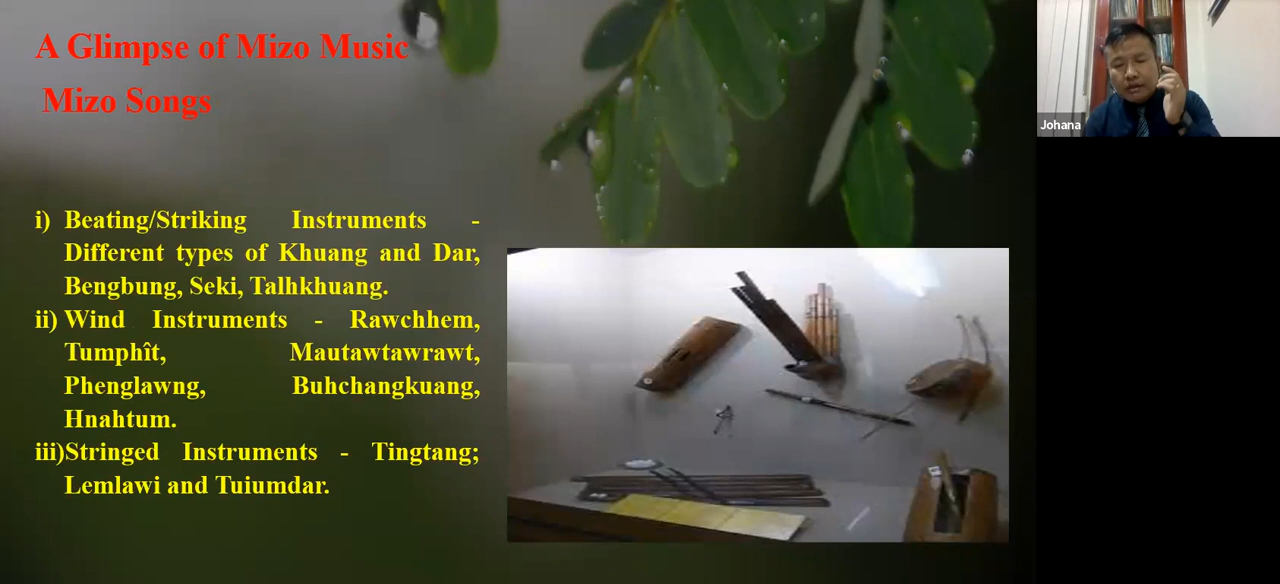 A Glimpse of Mizo Music
Mizo Songs
i) Beating/Striking Instruments -
Different types of Khuang and Dar,
Bengbung, Seki, Talhkhuang.
ii) Wind Instruments - Rawchhem,
Tumphît, Mautawtawrawt,
Phenglawng, Buhchangkuang,
Hnahtum.
iii)Stringed Instruments - Tingtang;
Lemlawi and Tuiumdar.
Johana